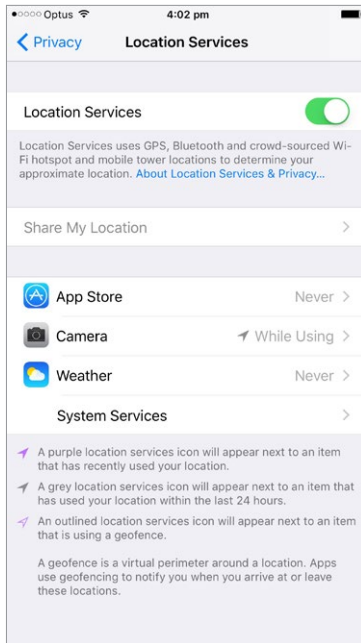 Optus 4:02 pm
Privacy Location Services
Location Services
Location Services uses GPS, Bluetooth and crowd-sourced Wi-
Fi hotspot and mobile tower locations to determine your
approximate location. About Location Services & Privacy...
Share My Location
App Store Never
Camera While Using
Weather Never
System Services
A purple location services icon will appear next to an item
that has recently used your location.
A grey location services icon will appear next to an item that
has used your location within the last 24 hours.
An outlined location services icon will appear next to an item
that is using a geofence.
A geofence is a virtual perimeter around a location. Apps
use geofencing to notify you when you arrive at or leave
these locations.